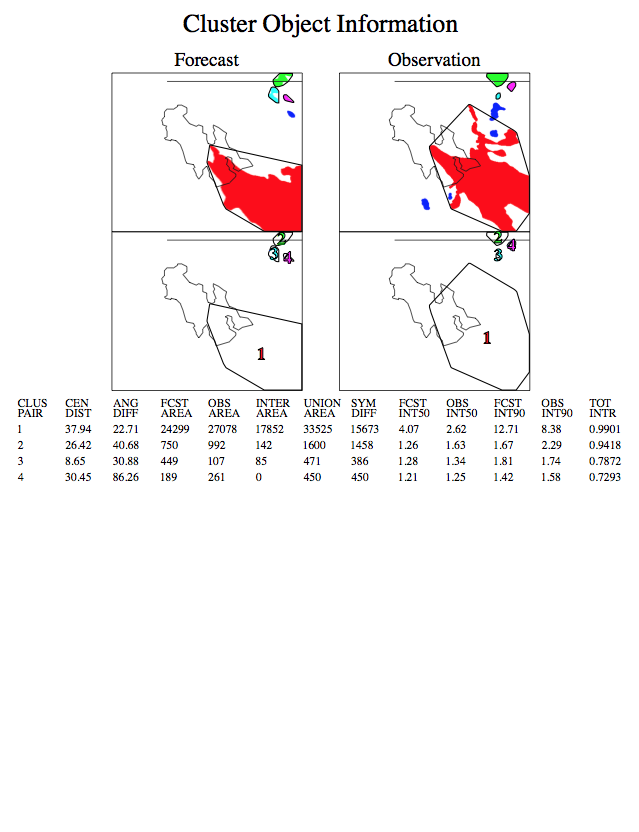 Cluster Object Information
Forecast Observation
2
3 4
1
2
4
3
1
CLUS CEN ANG FCST OBS INTER UNION SYM FCST OBS FCST OBS TOT
PAIR DIST DIFF AREA AREA AREA AREA DIFF INT50 INT50 INT90 INT90 INTR
1 37.94 22.71 24299 27078 17852 33525 15673 4.07 2.62 12.71 8.38 0.9901
2 26.42 40.68 750 992 142 1600 1458 1.26 1.63 1.67 2.29 0.9418
3 8.65 30.88 449 107 85 471 386 1.28 1.34 1.81 1.74 0.7872
4 30.45 86.26 189 261 0 450 450 1.21 1.25 1.42 1.58 0.7293